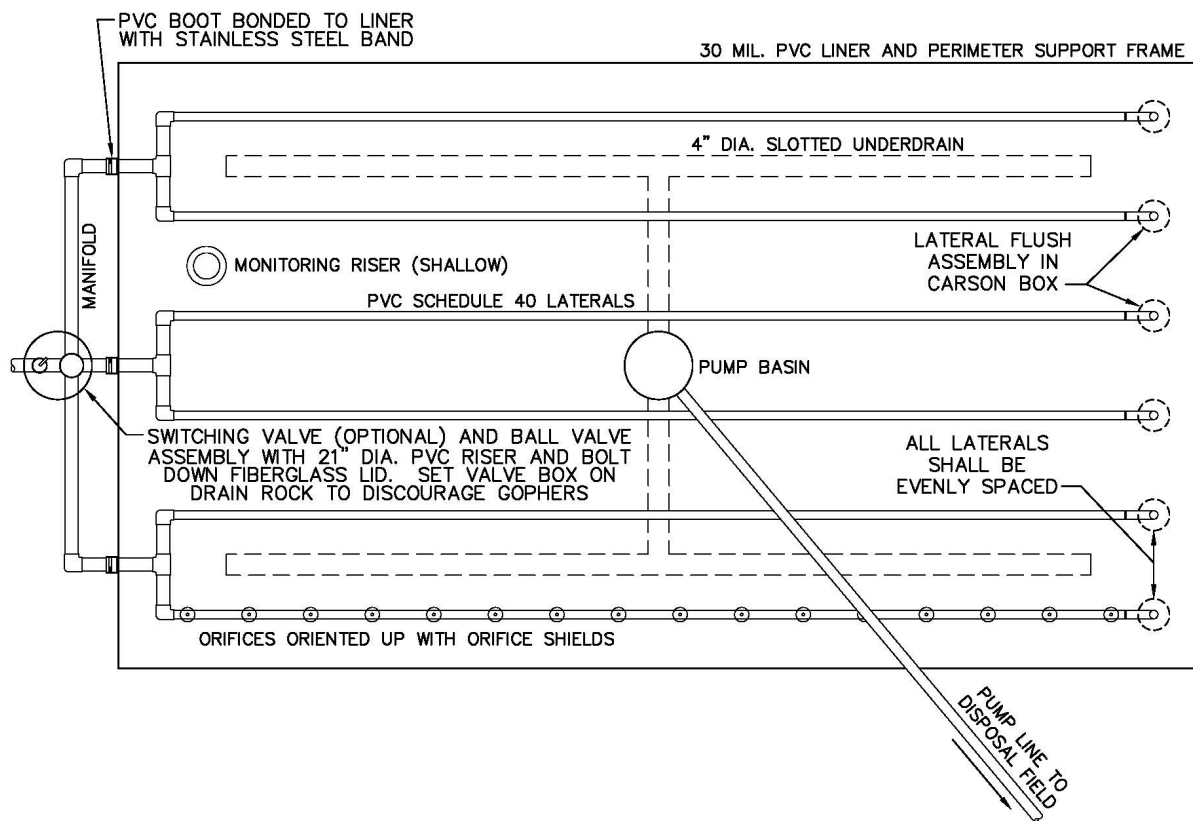 PVC BOOT BONDED TO LINER
WITH STAINLESS STEEL BAND
30 MIL. PVC LINER AND PERIMETER SUPPORT FRAME
4" DIA. SLOTTED UNDERDRAIN
MANIFOLD
MONITORING RISER (SHALLOW)
LATERAL FLUSH
ASSEMBLY IN
CARSON BOX
PVC SCHEDULE 40 LATERALS
PUMP BASIN
SWITCHING VALVE (OPTIONAL) AND BALL VALVE
ASSEMBLY WITH 21" DIA. PVC RISER AND BOLT
DOWN FIBERGLASS LID. SET VALVE BOX ON
DRAIN ROCK TO DISCOURAGE GOPHERS
ALL LATERALS
SHALL BE
EVENLY SPACED
ORIFICES ORIENTED UP WITH ORIFICE SHIELDS
PUMP LINE TO
DISPOSAL FIELD